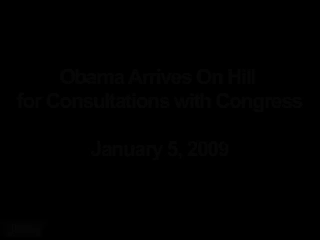 Obama Arrives On Hill
for Consultations with Congress
January 5, 2009